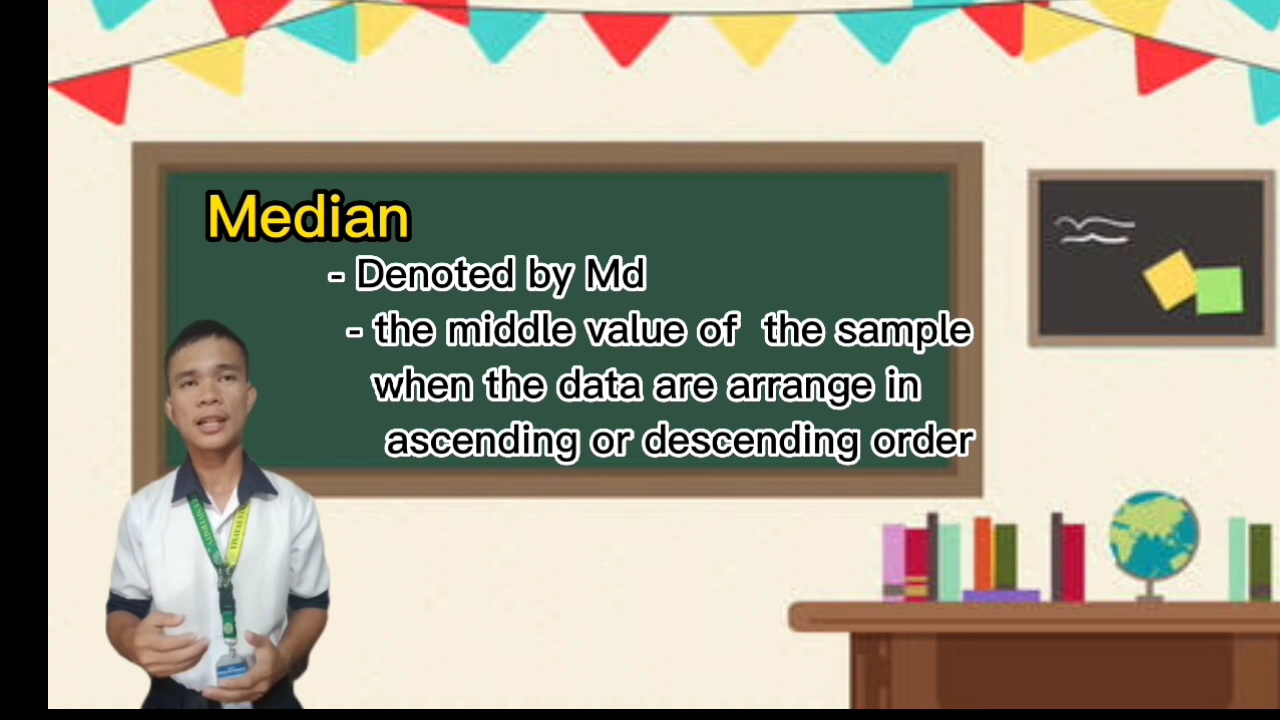 Median
- Denoted by Md
- the middle value of the sample
when the data are arrange in
ascending or descending order